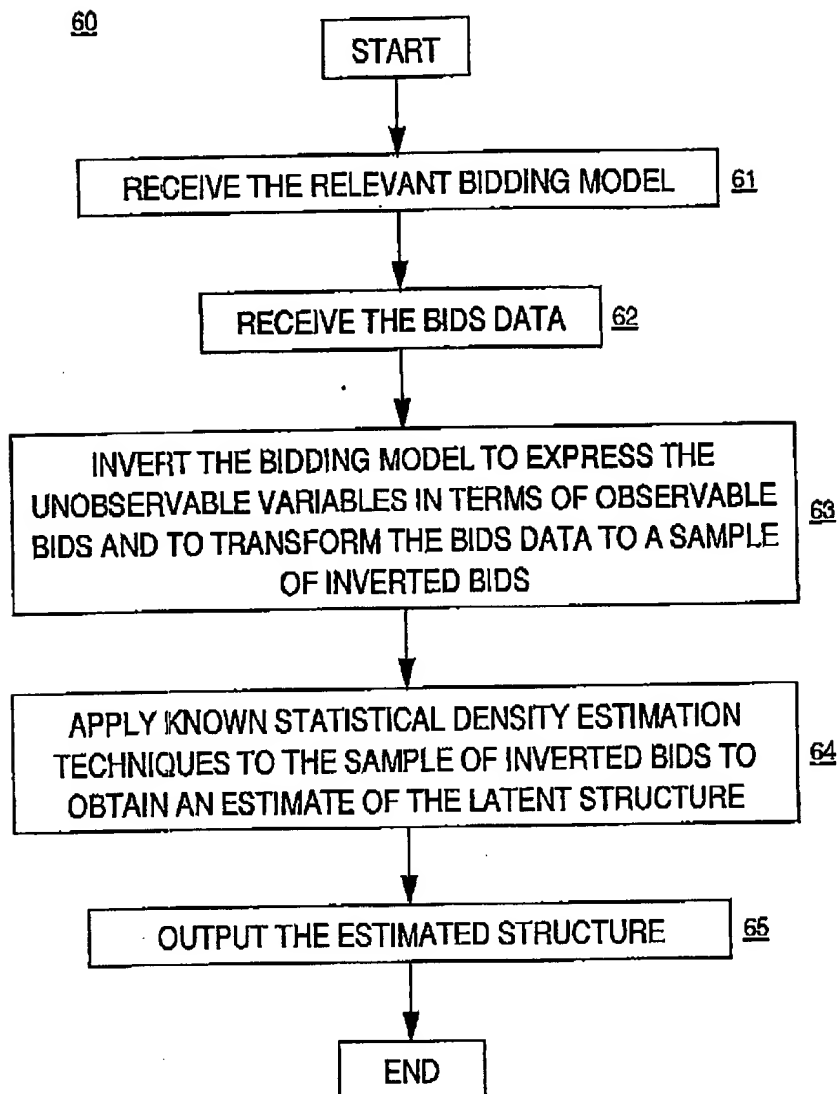 60
START
RECEIVE THE RELEVANT BIDDING MODEL
61
RECEIVE THE BIDS DATA
62
INVERT THE BIDDING MODEL TO EXPRESS THE
UNOBSERVABLE VARIABLES IN TERMS OF OBSERVABLE
BIDS AND TO TRANSFORM THE BIDS DATA TO A SAMPLE
OF INVERTED BIDS
63
APPLY KNOWN STATISTICAL DENSITY ESTIMATION
TECHNIQUES TO THE SAMPLE OF INVERTED BIDS TO
OBTAIN AN ESTIMATE OF THE LATENT STRUCTURE
64
OUTPUT THE ESTIMATED STRUCTURE
65
END